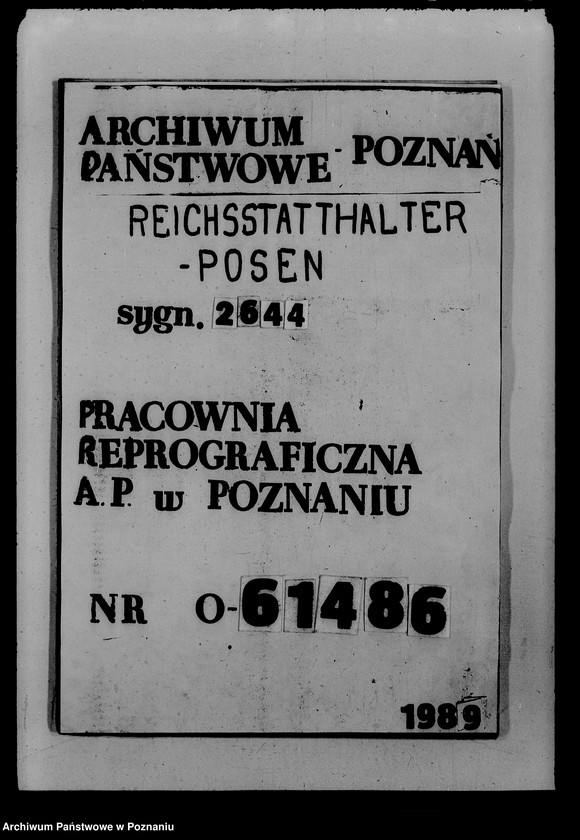 ARCHIWUM
PAŃSTWOWE - POZNAŃ
REICHSSTATTHALTER
-POSEN
sygn. 2644
PRACOWNIA
REPROGRAFICZNA
A.P. w POZNANIU
NR O-61486
1989
Archiwum Państwowe w Poznaniu